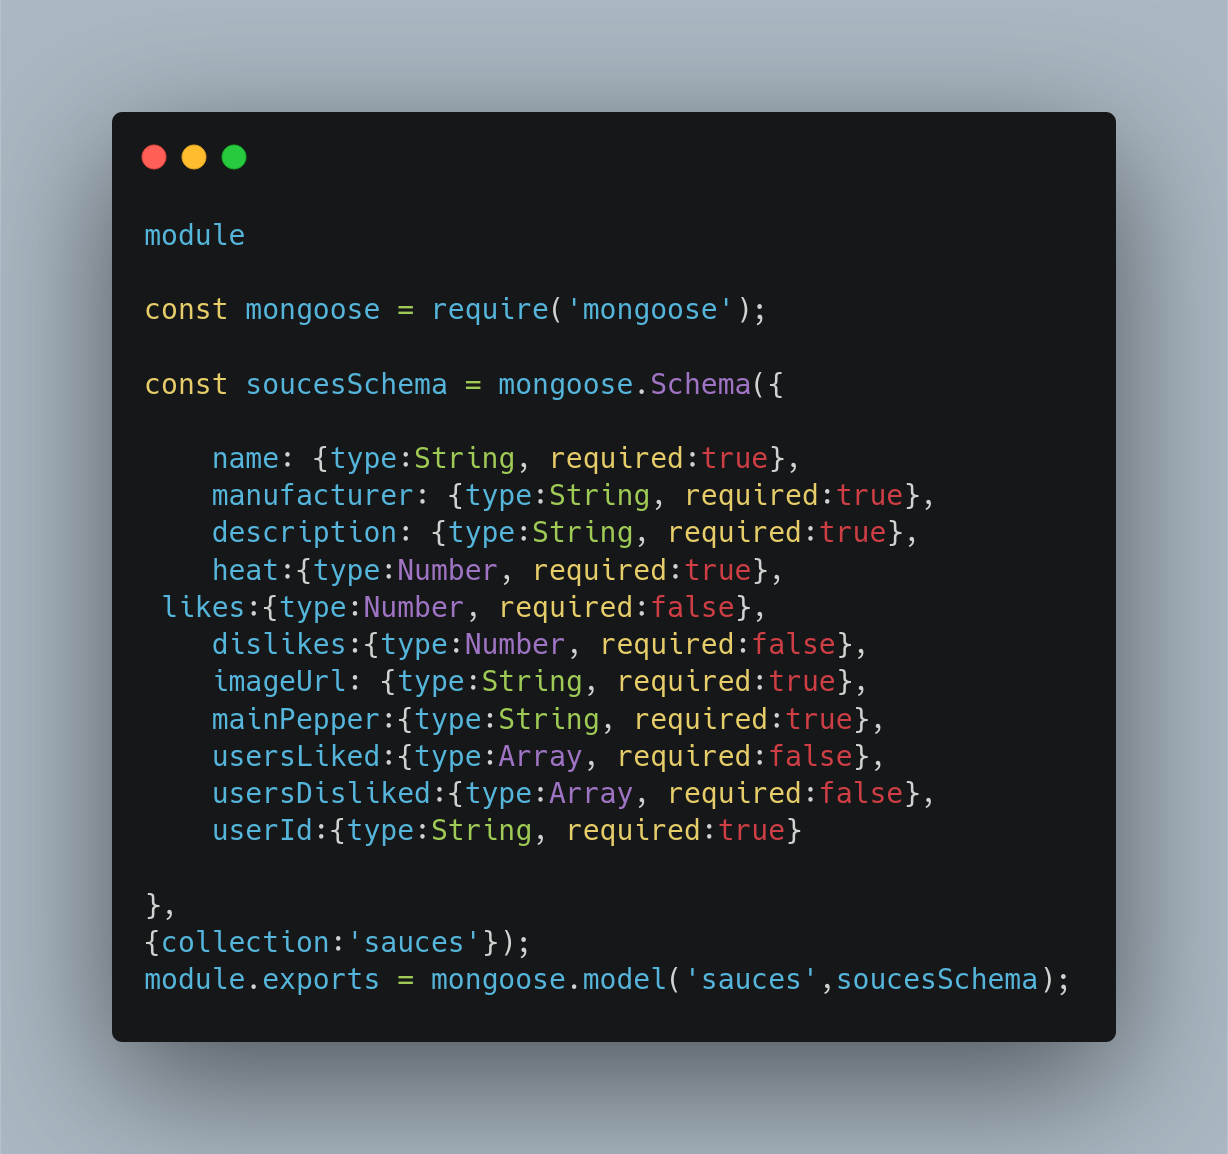 module
const mongoose = require('mongoose');
const soucesSchema = mongoose.Schema({
name: {type:String, required:true},
manufacturer: {type:String, required:true},
description: {type:String, required:true},
heat:{type:Number, required:true},
likes:{type:Number, required:false},
dislikes:{type:Number, required:false},
imageUrl: {type:String, required:true},
mainPepper:{type:String, required:true},
usersLiked:{type:Array, required:false},
usersDisliked:{type:Array, required:false},
userId:{type:String, required:true}
},
{collection:'sauces'});
module.exports = mongoose.model('sauces',soucesSchema);